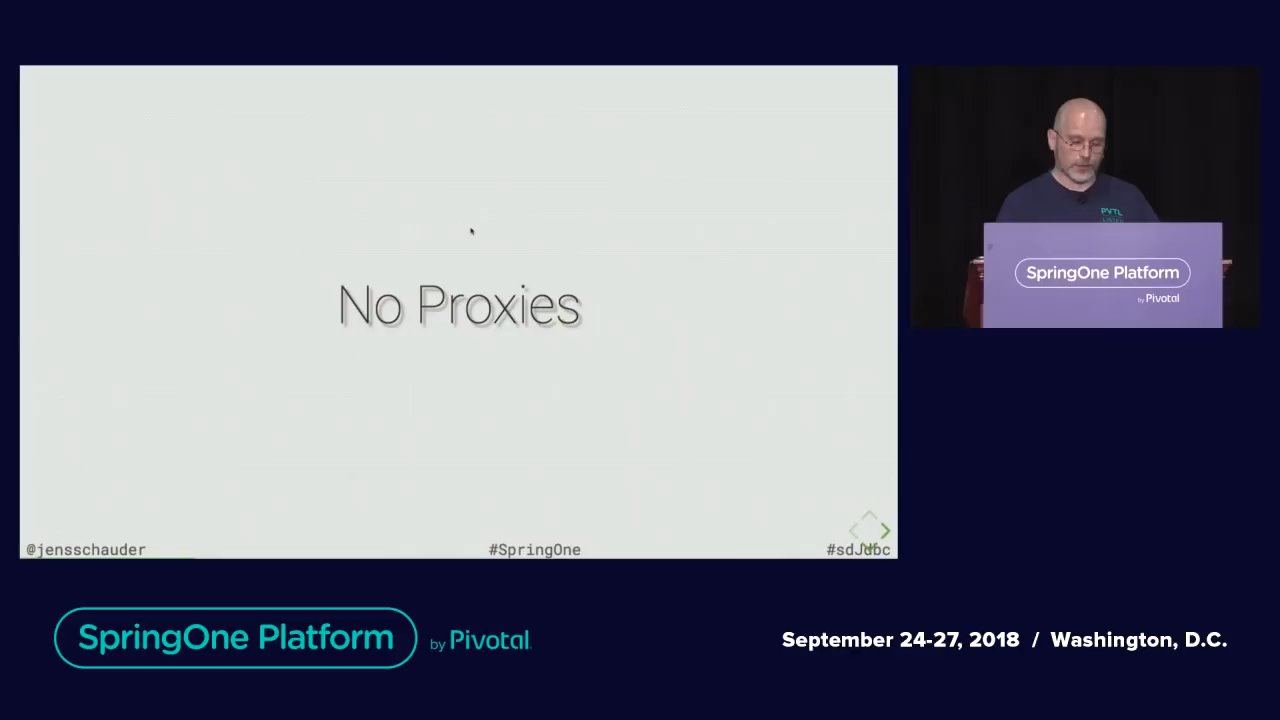 No Proxies
@jensschauder
#SpringOne
#sdJdbc
PVTL
SpringOne Platform
by Pivotal
SpringOne Platform by Pivotal
September 24-27, 2018 / Washington, D.C.